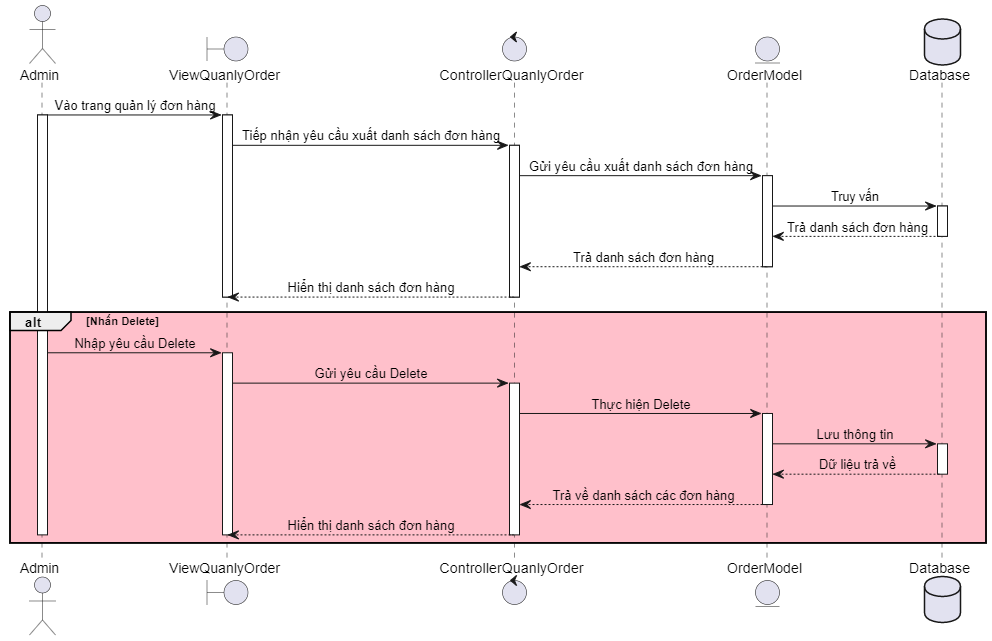 Admin
ViewQuanlyOrder
ControllerQuanlyOrder
OrderModel
Database
Vào trang quản lý đơn hàng
Tiếp nhận yêu cầu xuất danh sách đơn hàng
Gửi yêu cầu xuất danh sách đơn hàng
Truy vấn
Trả danh sách đơn hàng
Trả danh sách đơn hàng
Hiển thị danh sách đơn hàng
alt
[Nhấn Delete]
Nhập yêu cầu Delete
Gửi yêu cầu Delete
Thực hiện Delete
Lưu thông tin
Dữ liệu trả về
Trả về danh sách các đơn hàng
Hiển thị danh sách đơn hàng
Admin
ViewQuanlyOrder
ControllerQuanlyOrder
OrderModel
Database